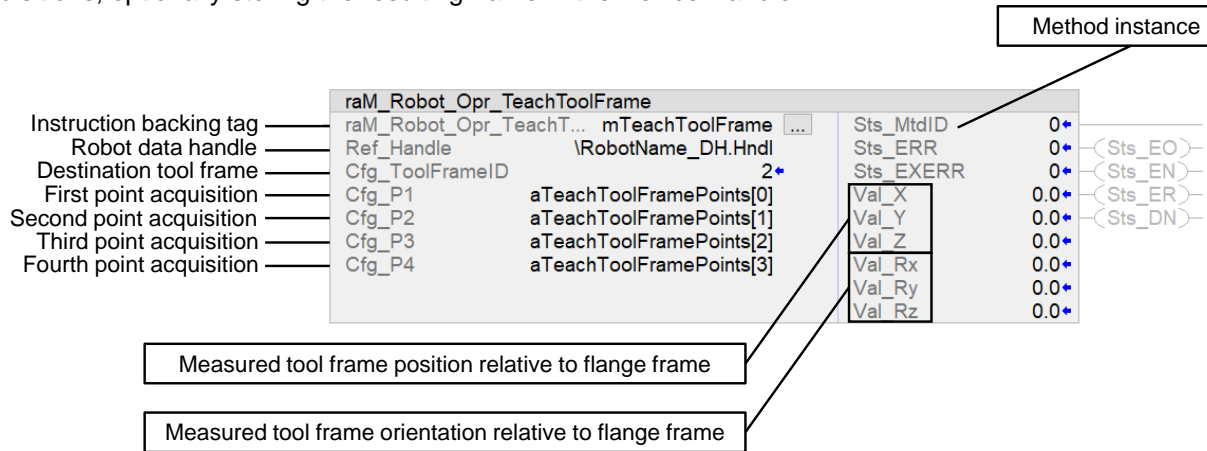 Method instance
raM_Robot_Opr_TeachToolFrame
Instruction backing tag raM_Robot_Opr_TeachT... mTeachToolFrame ... Sts_MtdID 0
Robot data handle Ref_Handle \RobotName_DH.Hndl Sts_ERR 0 (Sts_EO)
Destination tool frame Cfg_ToolFrameID 2 Sts_EXERR 0 (Sts_EN)
First point acquisition Cfg_P1 aTeachToolFramePoints[0] Val_X 0.0 (Sts_ER)
Second point acquisition Cfg_P2 aTeachToolFramePoints[1] Val_Y 0.0 (Sts_DN)
Third point acquisition Cfg_P3 aTeachToolFramePoints[2] Val_Z 0.0
Fourth point acquisition Cfg_P4 aTeachToolFramePoints[3] Val_Rx 0.0
Val_Ry 0.0
Val_Rz 0.0
Measured tool frame position relative to flange frame
Measured tool frame orientation relative to flange frame